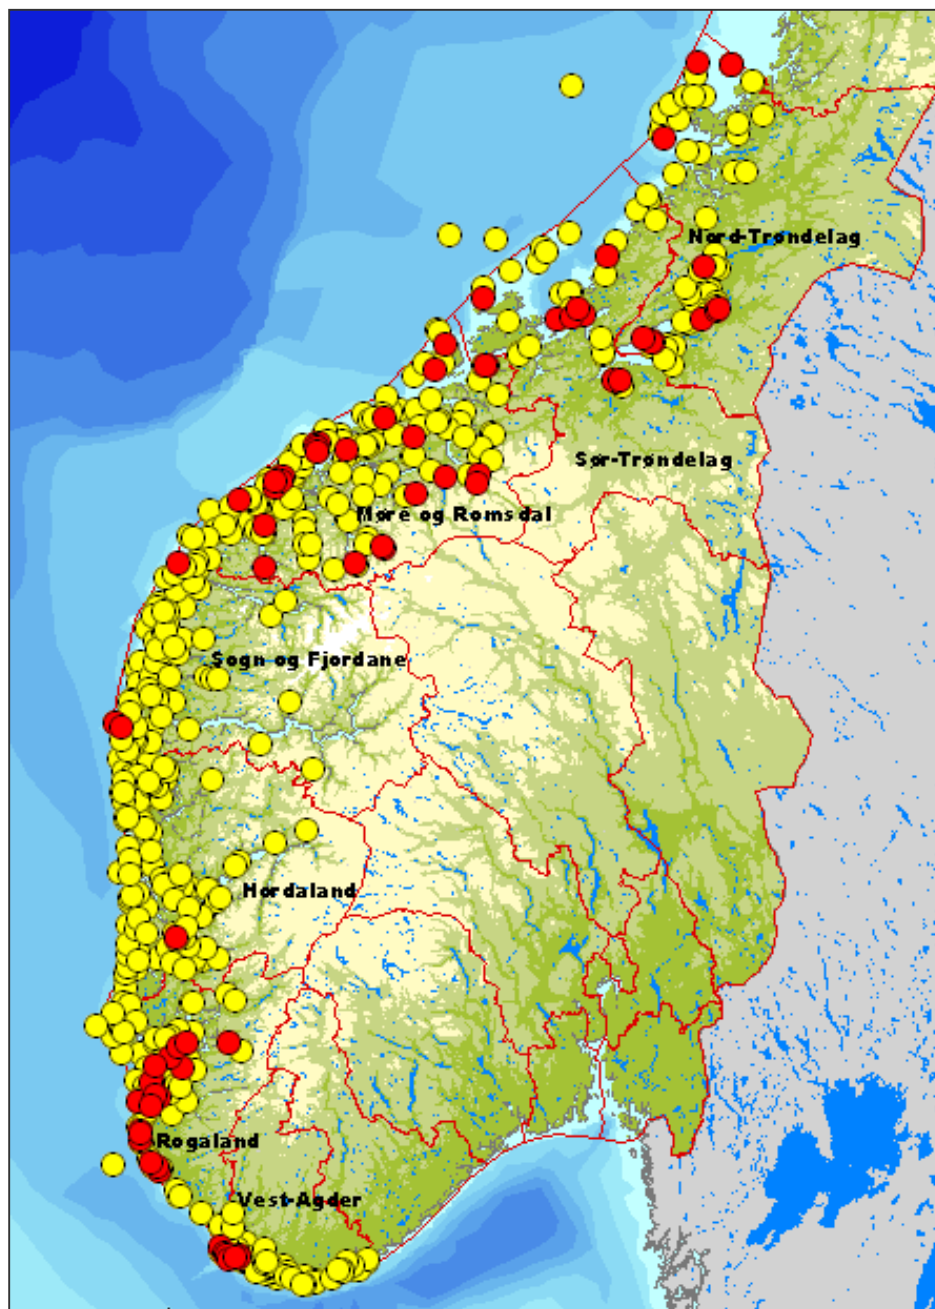 Nord-Trøndelag
Sør-Trøndelag
Møre og Romsdal
Sogn og Fjordane
Hordaland
Rogaland
Vest-Agder